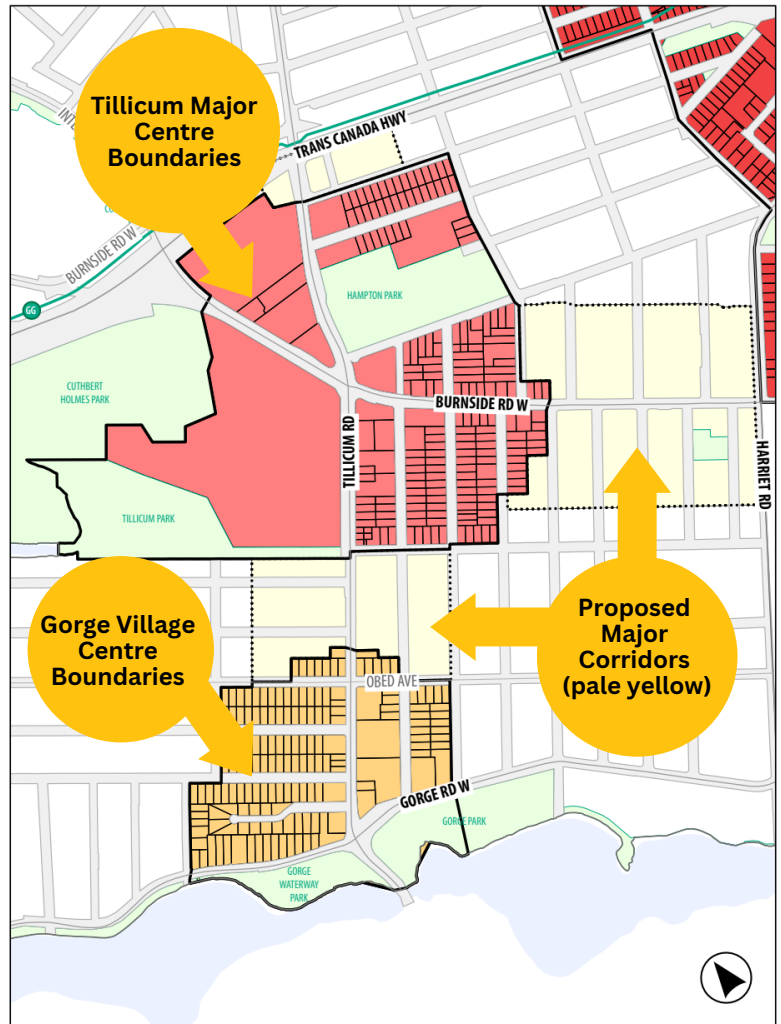 Tillicum Major
Centre
Boundaries
TRANS CANADA HWY
BURNSIDE RD W
GG
HAMPTON PARK
CUTHBERT
HOLMES PARK
BURNSIDE RD W
TILLICUM RD
HARRIET RD
TILLICUM PARK
Gorge Village
Centre
Boundaries
Proposed
Major
Corridors
(pale yellow)
OBED AVE
GORGE RD W
GORGE PARK
GORGE
WATERWAY
PARK